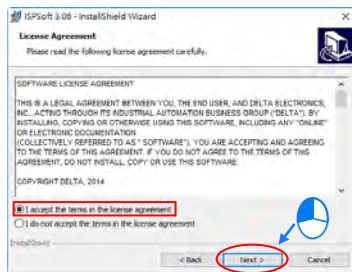 ISPSoft 3.08 - InstallShield Wizard
License Agreement
Please read the following license agreement carefully.
SOFTWARE LICENSE AGREEMENT
THIS IS A LEGAL AGREEMENT BETWEEN YOU, THE END USER, AND DELTA ELECTRONICS,
INC., ACTING THROUGH ITS INDUSTRIAL AUTOMATION BUSINESS GROUP ("DELTA"). BY
INSTALLING, COPYING OR OTHERWISE USING THIS SOFTWARE, INCLUDING ANY "ONLINE"
OR ELECTRONIC DOCUMENTATION
(COLLECTIVELY REFERRED TO AS " SOFTWARE"). YOU ARE ACCEPTING AND AGREEING
TO THE TERMS OF THIS AGREEMENT. IF YOU DO NOT AGREE TO THE TERMS OF THIS
AGREEMENT, DO NOT INSTALL, COPY OR USE THIS SOFTWARE.
COPYRIGHT DELTA, 2014
I accept the terms in the license agreement
I do not accept the terms in the license agreement
InstallShield
< Back
Next >
Cancel